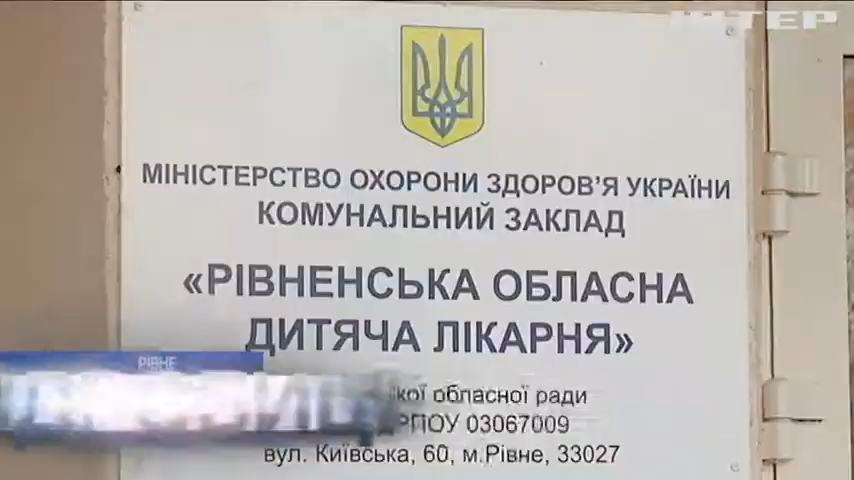 ІНТЕР
МІНІСТЕРСТВО ОХОРОНИ ЗДОРОВ'Я УКРАЇНИ
КОМУНАЛЬНИЙ ЗАКЛАД
«РІВНЕНСЬКА ОБЛАСНА
ДИТЯЧА ЛІКАРНЯ»
РІВНЕ
обласної ради
03067009
вул. Київська, 60, м.Рівне, 33027